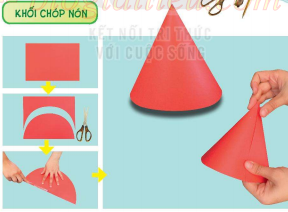 KHỐI CHÓP NÓN
KẾT NỐI TRI THỨC
VỚI CUỘC SỐNG